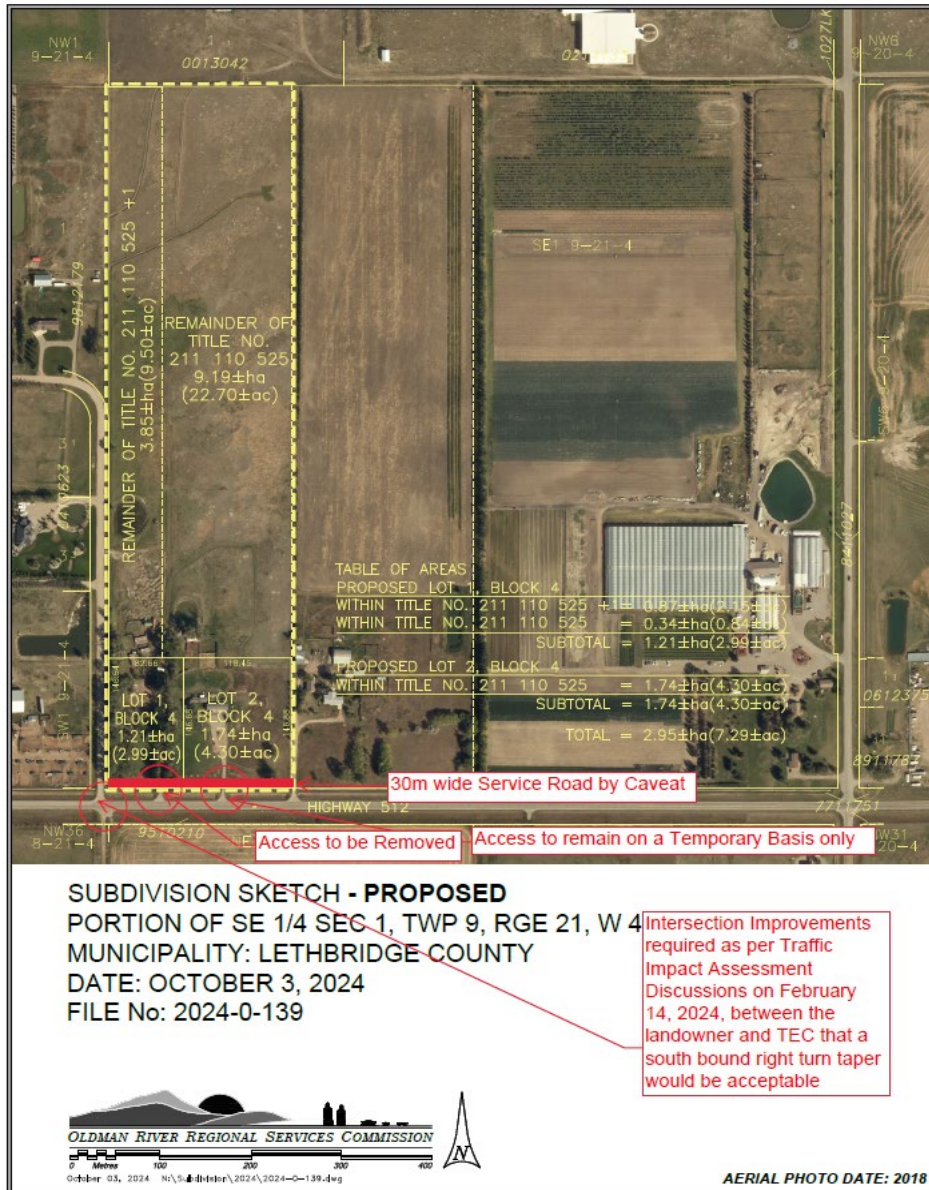 NW1
9-21-4
0013042
1027LK
NW6
9-20-4
REMAINDER OF TITLE NO. 211 110 525 +1
3.85±ha(9.50±ac)
REMAINDER OF
TITLE NO.
211 110 525
9.19±ha
(22.70±ac)
SE1 9-21-4
9812179
1
3
3
SW1 9-21-4
8411027
TABLE OF AREAS
PROPOSED LOT 1, BLOCK 4
WITHIN TITLE NO. 211 110 525 +1 = 0.87±ha(2.15±ac)
WITHIN TITLE NO. 211 110 525 = 0.34±ha(0.84±ac)
SUBTOTAL = 1.21±ha(2.99±ac)
PROPOSED LOT 2, BLOCK 4
WITHIN TITLE NO. 211 110 525 = 1.74±ha(4.30±ac)
SUBTOTAL = 1.74±ha(4.30±ac)
TOTAL = 2.95±ha(7.29±ac)
82.66
118.45
LOT 1,
BLOCK 4
1.21±ha
(2.99±ac)
LOT 2,
BLOCK 4
1.74±ha
(4.30±ac)
0612375
8911787
7711751
30m wide Service Road by Caveat
HIGHWAY 512
NW36
8-21-4
9510210
Access to be Removed
Access to remain on a Temporary Basis only
SUBDIVISION SKETCH - PROPOSED
PORTION OF SE 1/4 SEC 1, TWP 9, RGE 21, W 4
MUNICIPALITY: LETHBRIDGE COUNTY
DATE: OCTOBER 3, 2024
FILE No: 2024-0-139
Intersection Improvements
required as per Traffic
Impact Assessment
Discussions on February
14, 2024, between the
landowner and TEC that a
south bound right turn taper
would be acceptable
OLDMAN RIVER REGIONAL SERVICES COMMISSION
0 Metres 100 200 300 400
October 03, 2024 N:\Subdivision\2024\2024-0-139.dwg
N
AERIAL PHOTO DATE: 2018